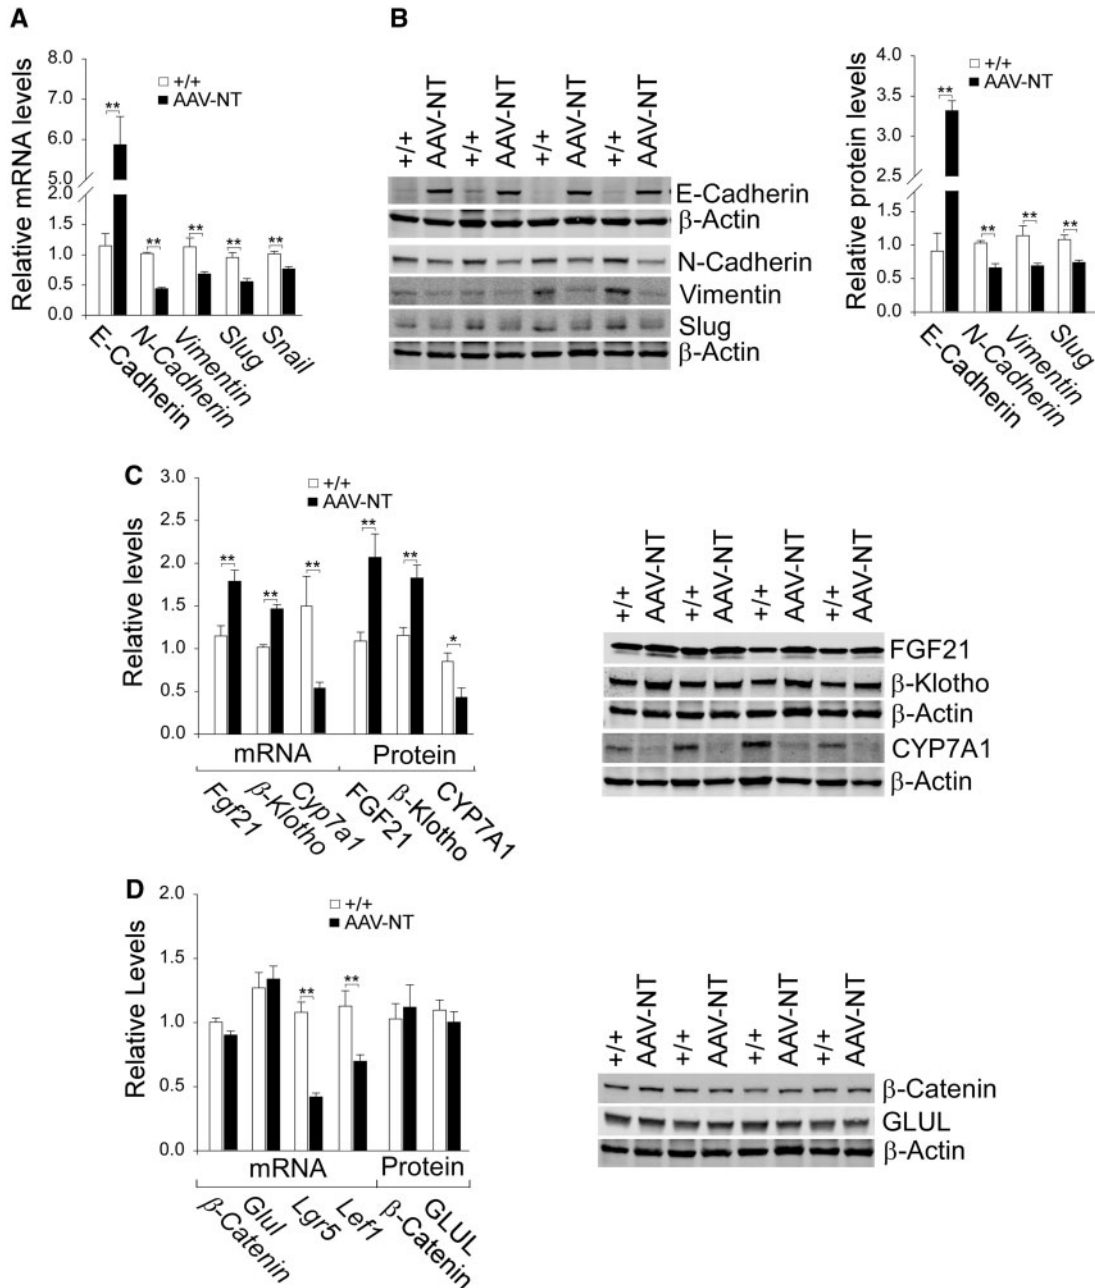 A
Relative mRNA levels
8.0
7.0
6.0
5.0
2.0
1.5
1.0
0.5
0.0
+/+
AAV-NT
**
**
**
**
**
E-Cadherin
N-Cadherin
Vimentin
Slug
Snail
B
+/+
AAV-NT
+/+
AAV-NT
+/+
AAV-NT
+/+
AAV-NT
E-Cadherin
β-Actin
N-Cadherin
Vimentin
Slug
β-Actin
Relative protein levels
4.0
3.5
3.0
2.5
1.5
1.0
0.5
0.0
+/+
AAV-NT
**
**
**
**
E-Cadherin
N-Cadherin
Vimentin
Slug
C
Relative levels
3.0
2.5
2.0
1.5
1.0
0.5
0.0
+/+
AAV-NT
**
**
**
**
**
*
mRNA
Protein
Fgf21
β-Klotho
Cyp7a1
FGF21
β-Klotho
CYP7A1
+/+
AAV-NT
+/+
AAV-NT
+/+
AAV-NT
+/+
AAV-NT
FGF21
β-Klotho
β-Actin
CYP7A1
β-Actin
D
Relative Levels
2.0
1.5
1.0
0.5
0.0
+/+
AAV-NT
**
**
mRNA
Protein
β-Catenin
Glul
Lgr5
Lef1
β-Catenin
GLUL
+/+
AAV-NT
+/+
AAV-NT
+/+
AAV-NT
+/+
AAV-NT
β-Catenin
GLUL
β-Actin